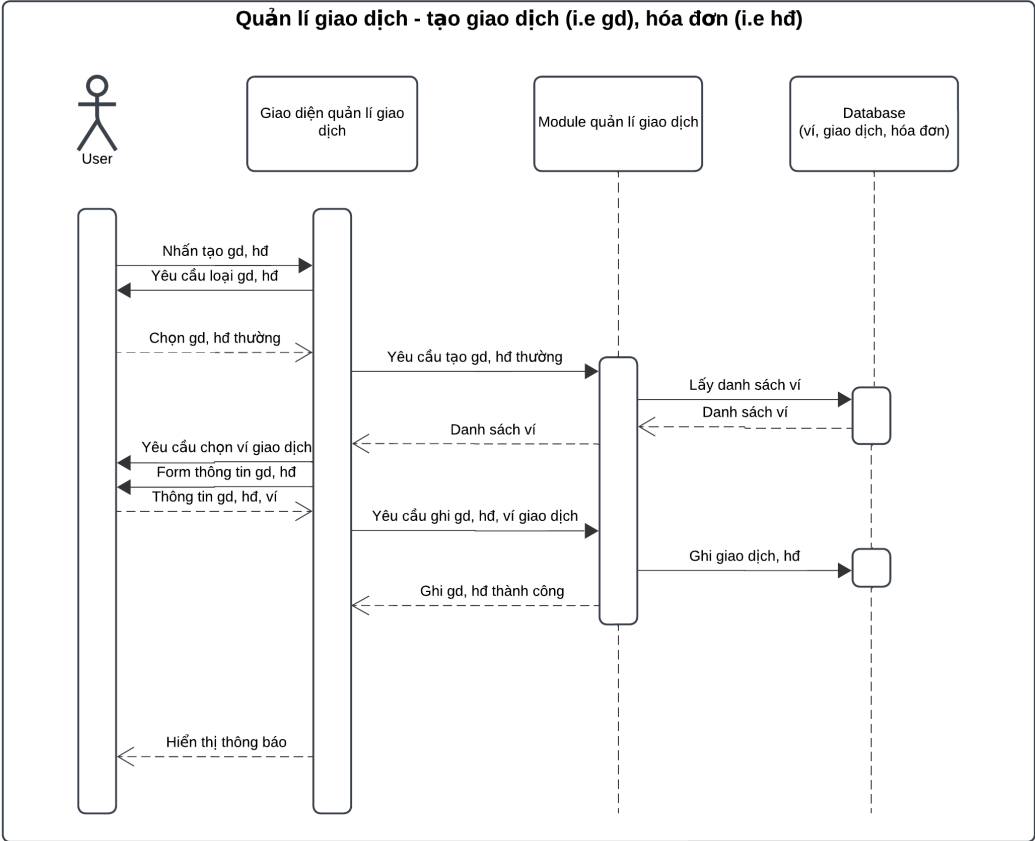 Quản lí giao dịch - tạo giao dịch (i.e gd), hóa đơn (i.e hđ)
User
Giao diện quản lí giao
dịch
Module quản lí giao dịch
Database
(ví, giao dịch, hóa đơn)
Nhấn tạo gd, hđ
Yêu cầu loại gd, hđ
Chọn gd, hđ thường
Yêu cầu tạo gd, hđ thường
Lấy danh sách ví
Danh sách ví
Danh sách ví
Yêu cầu chọn ví giao dịch
Form thông tin gd, hđ
Thông tin gd, hđ, ví
Yêu cầu ghi gd, hđ, ví giao dịch
Ghi giao dịch, hđ
Ghi gd, hđ thành công
Hiển thị thông báo